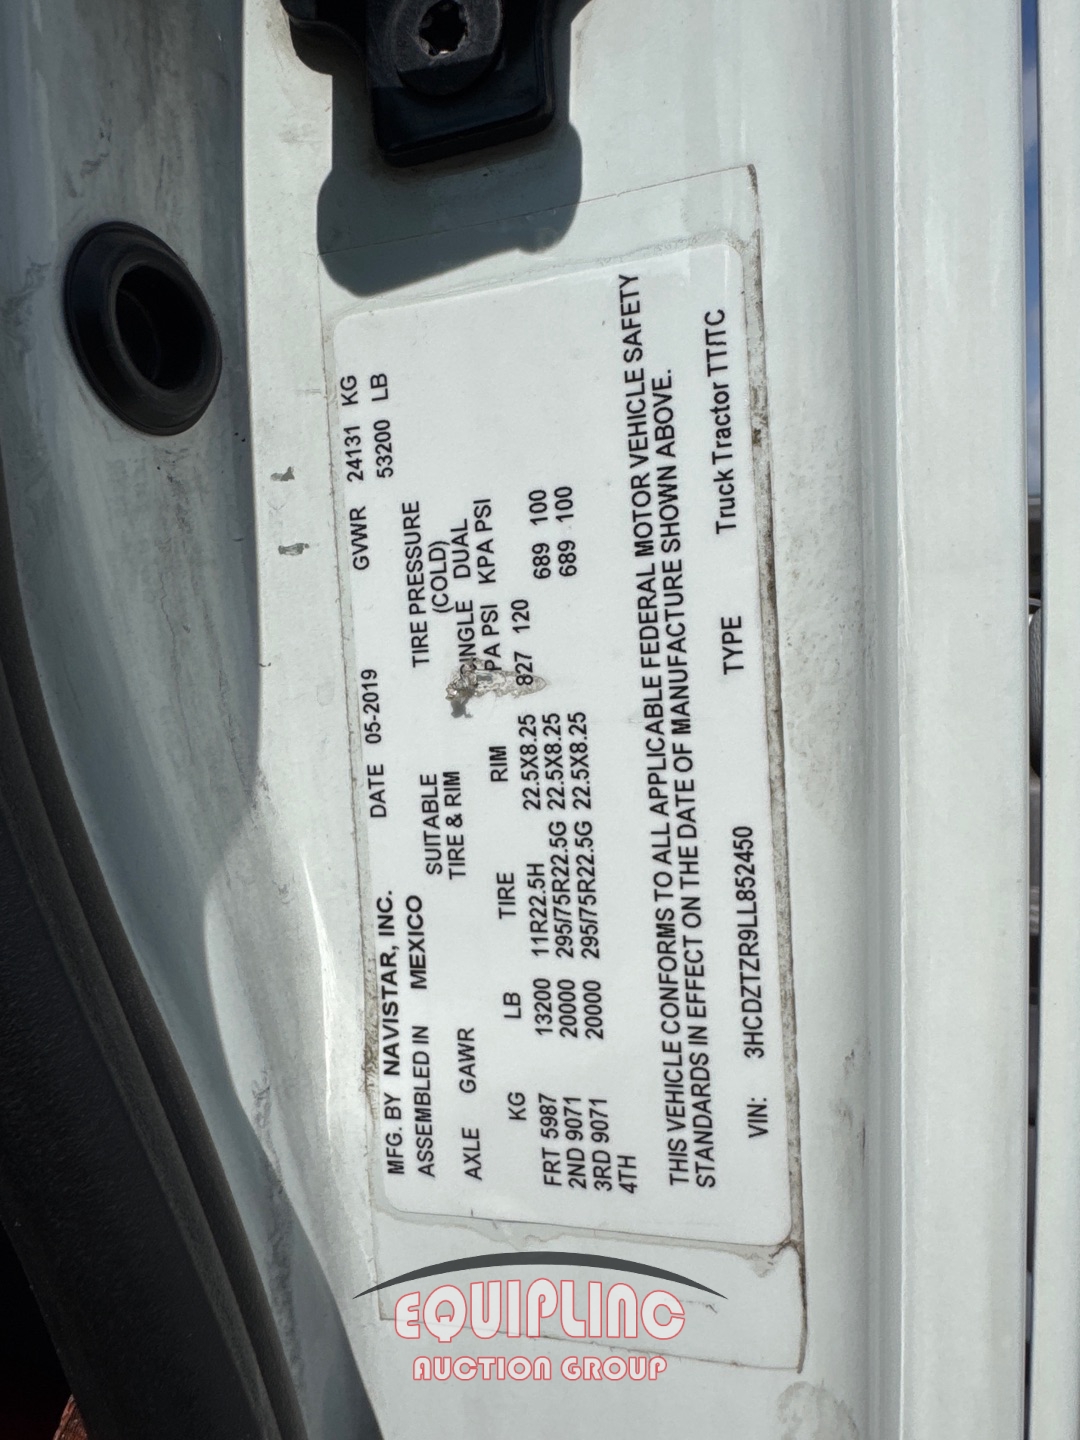 MFG. BY NAVISTAR, INC. DATE 05-2019 GVWR 24131 KG
ASSEMBLED IN MEXICO 53200 LB
SUITABLE TIRE PRESSURE
AXLE GAWR TIRE & RIM (COLD)
INGLE DUAL
KG LB TIRE RIM PA PSI KPA PSI
FRT 5987 13200 11R22.5H 22.5X8.25 827 120
2ND 9071 20000 295/75R22.5G 22.5X8.25 689 100
3RD 9071 20000 295/75R22.5G 22.5X8.25 689 100
4TH
THIS VEHICLE CONFORMS TO ALL APPLICABLE FEDERAL MOTOR VEHICLE SAFETY
STANDARDS IN EFFECT ON THE DATE OF MANUFACTURE SHOWN ABOVE.
VIN: 3HCDZTZR9LL852450 TYPE Truck Tractor TT/TC
EQUIPLINC
AUCTION GROUP